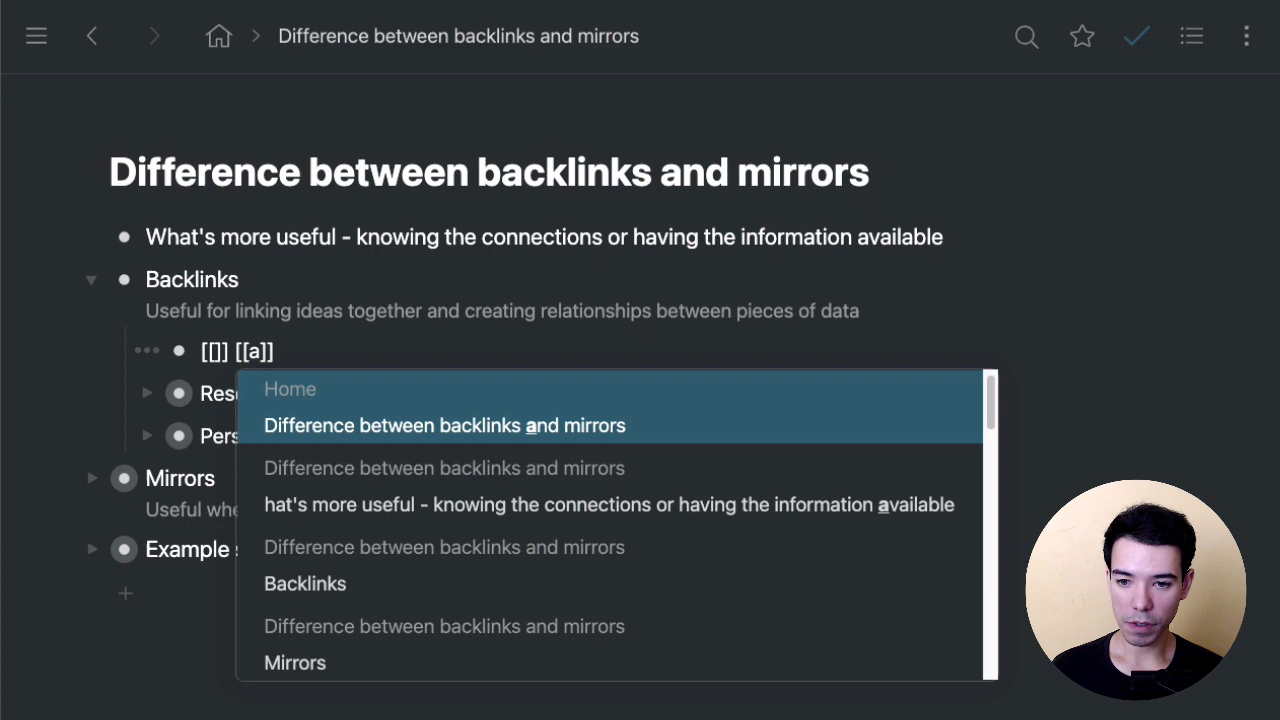 Difference between backlinks and mirrors
Difference between backlinks and mirrors
What's more useful - knowing the connections or having the information available
Backlinks
Useful for linking ideas together and creating relationships between pieces of data
[[]] [[a]]
Home
Difference between backlinks and mirrors
Difference between backlinks and mirrors
hat's more useful - knowing the connections or having the information available
Difference between backlinks and mirrors
Backlinks
Difference between backlinks and mirrors
Mirrors
Mirrors
Useful
Example